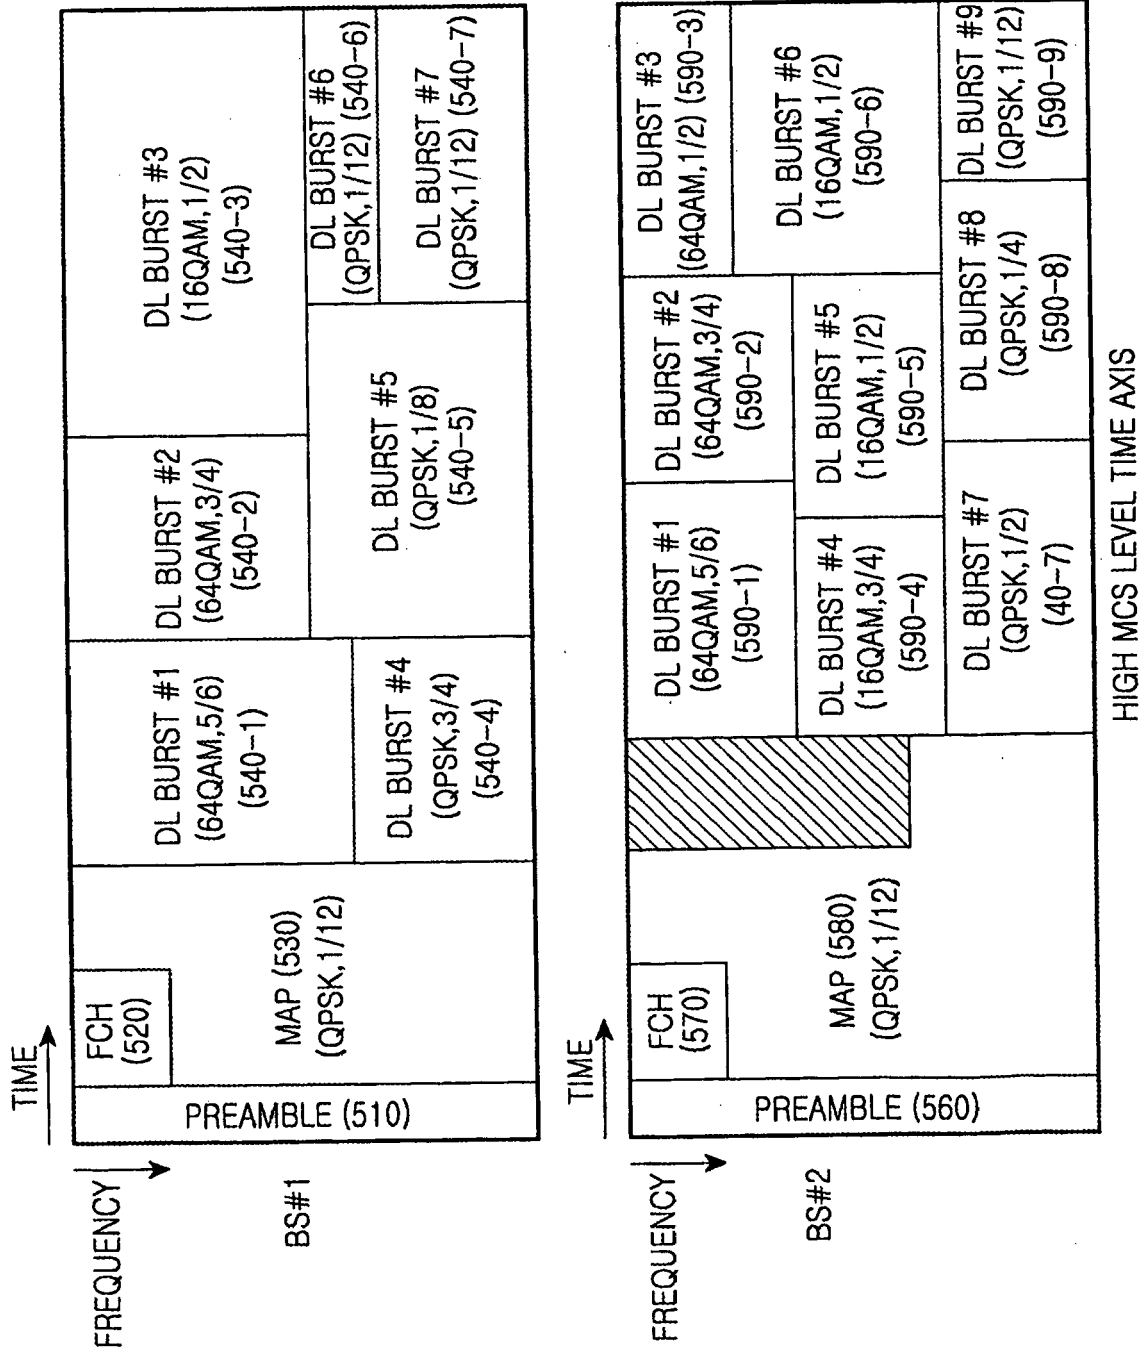 TIME
FREQUENCY
BS#1
PREAMBLE (510)
FCH
(520)
MAP (530)
(QPSK,1/12)
DL BURST #1
(64QAM,5/6)
(540-1)
DL BURST #2
(64QAM,3/4)
(540-2)
DL BURST #3
(16QAM,1/2)
(540-3)
DL BURST #4
(QPSK,3/4)
(540-4)
DL BURST #5
(QPSK,1/8)
(540-5)
DL BURST #6
(QPSK,1/12) (540-6)
DL BURST #7
(QPSK,1/12) (540-7)
TIME
FREQUENCY
BS#2
PREAMBLE (560)
FCH
(570)
MAP (580)
(QPSK,1/12)
DL BURST #1
(64QAM,5/6)
(590-1)
DL BURST #2
(64QAM,3/4)
(590-2)
DL BURST #3
(64QAM,1/2) (590-3)
DL BURST #4
(16QAM,3/4)
(590-4)
DL BURST #5
(16QAM,1/2)
(590-5)
DL BURST #6
(16QAM,1/2)
(590-6)
DL BURST #7
(QPSK,1/2)
(40-7)
DL BURST #8
(QPSK,1/4)
(590-8)
DL BURST #9
(QPSK,1/12)
(590-9)
HIGH MCS LEVEL TIME AXIS